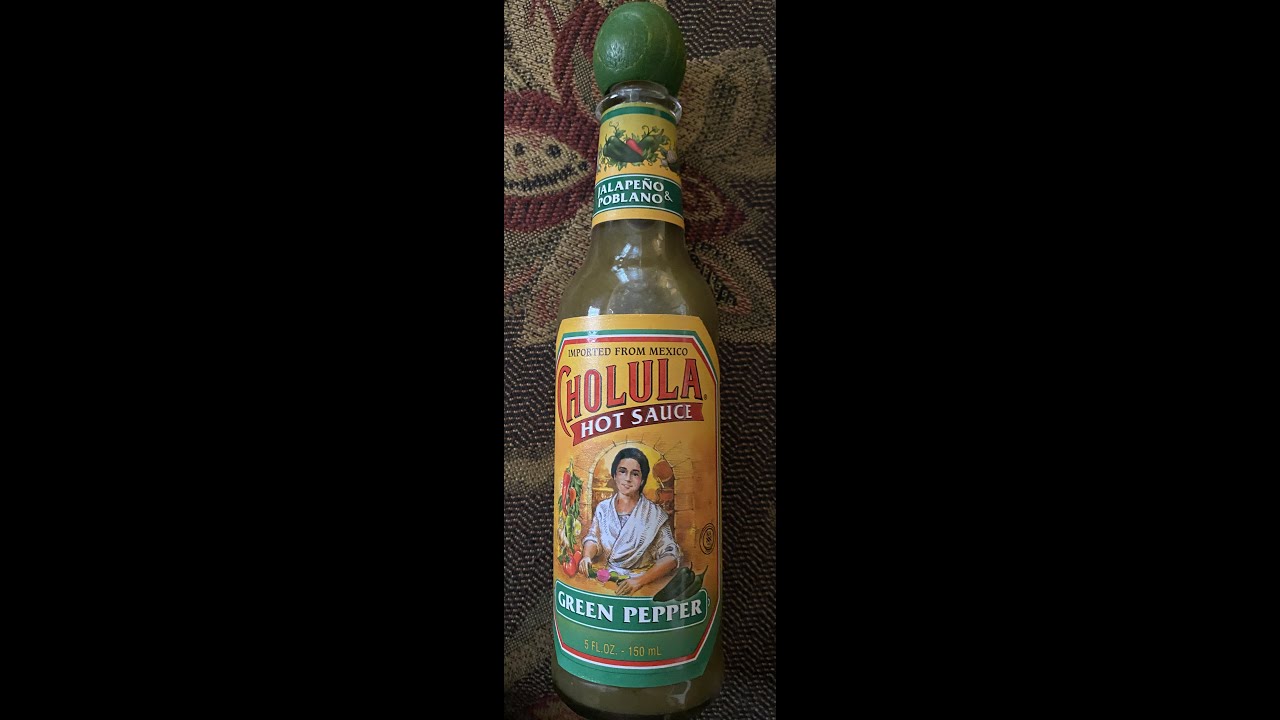 JALAPEÑO &
POBLANO
IMPORTED FROM MEXICO
CHOLULA®
HOT SAUCE
GREEN PEPPER
5 FL. OZ. - 150 mL